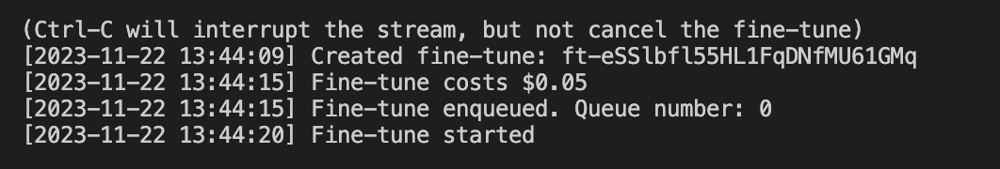 (Ctrl-C will interrupt the stream, but not cancel the fine-tune)
[2023-11-22 13:44:09] Created fine-tune: ft-eSSlbfl55HL1FqDNfMU61GMq
[2023-11-22 13:44:15] Fine-tune costs $0.05
[2023-11-22 13:44:15] Fine-tune enqueued. Queue number: 0
[2023-11-22 13:44:20] Fine-tune started